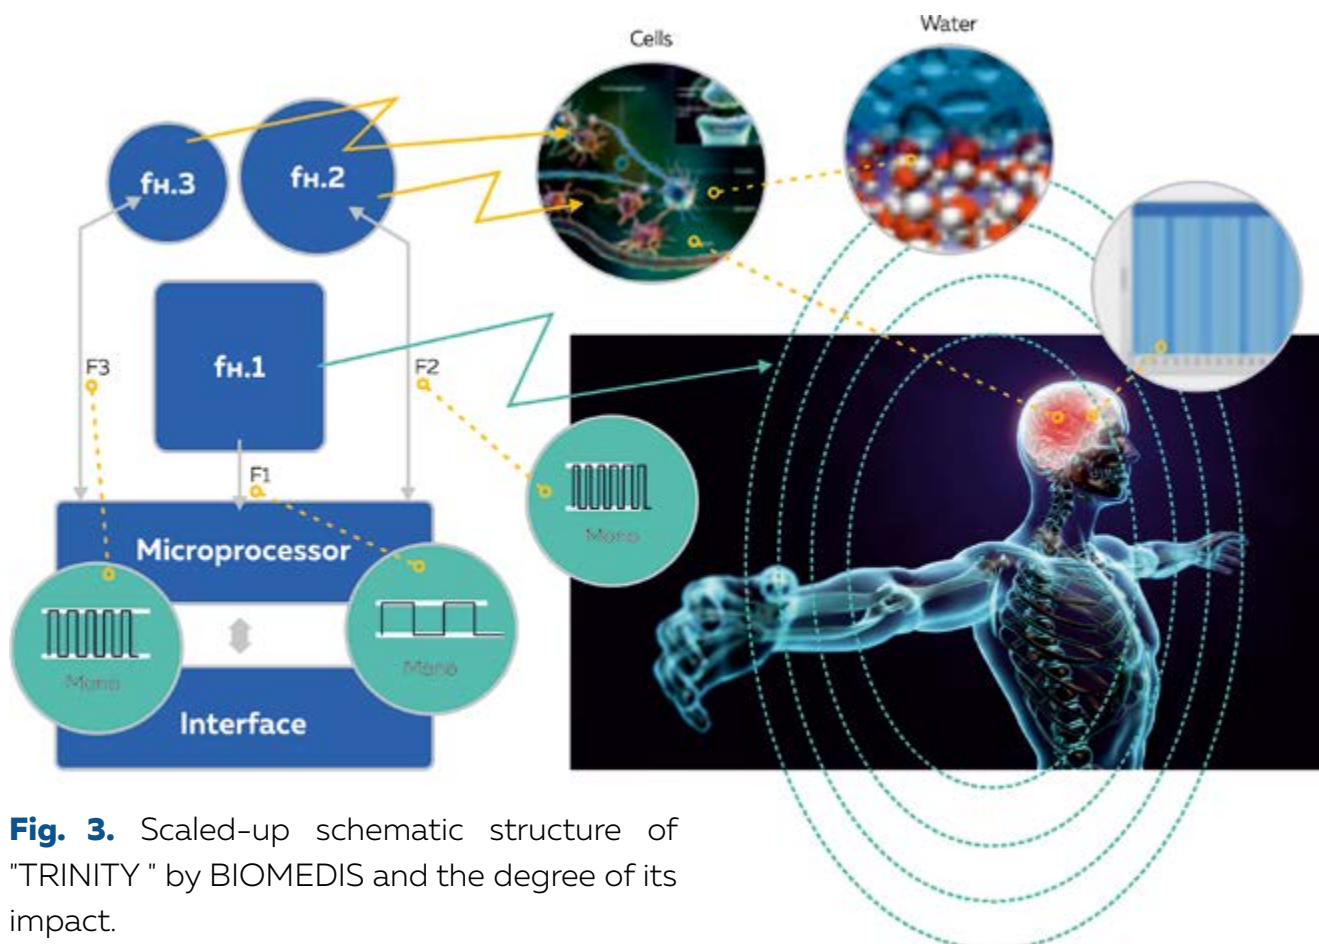 Water
Cells
fн.3
fн.2
fн.1
F3
F2
F1
Mono
Microprocessor
Mono
Mono
Interface
Fig. 3. Scaled-up schematic structure of
"TRINITY " by BIOMEDIS and the degree of its
impact.